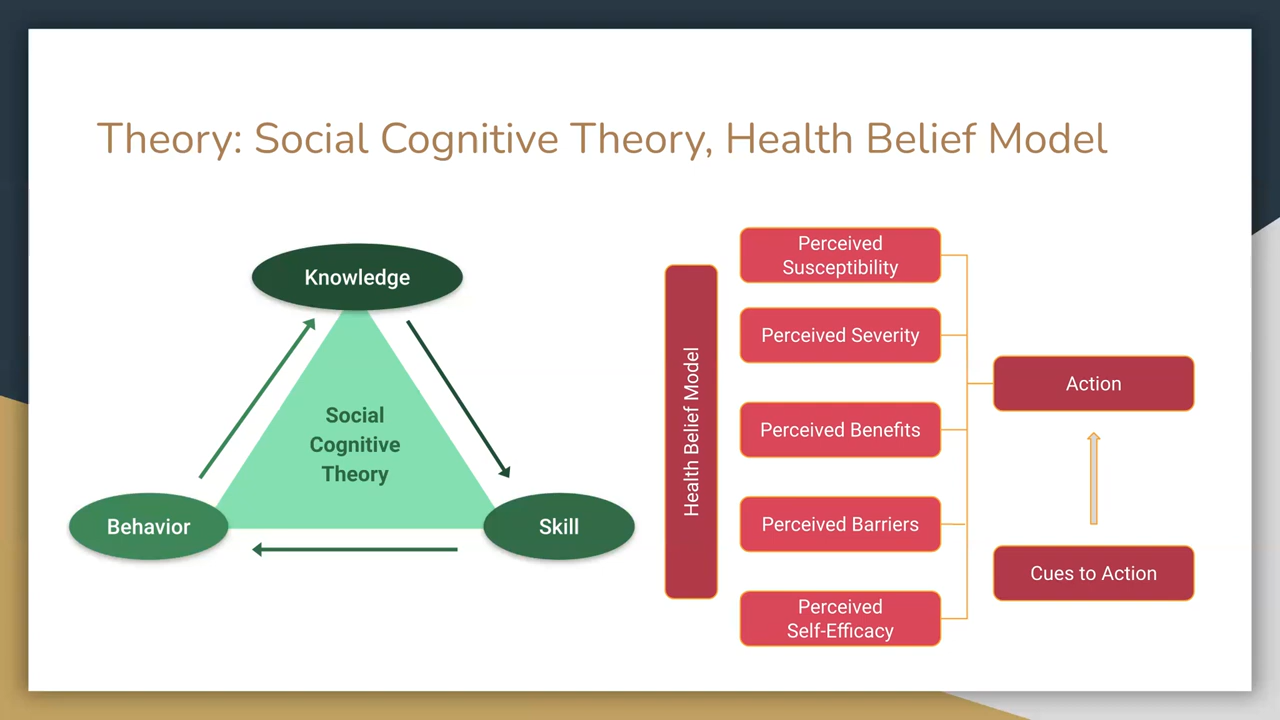 Theory: Social Cognitive Theory, Health Belief Model
Knowledge
Social
Cognitive
Theory
Behavior
Skill
Health Belief Model
Perceived
Susceptibility
Perceived Severity
Perceived Benefits
Perceived Barriers
Perceived
Self-Efficacy
Action
Cues to Action